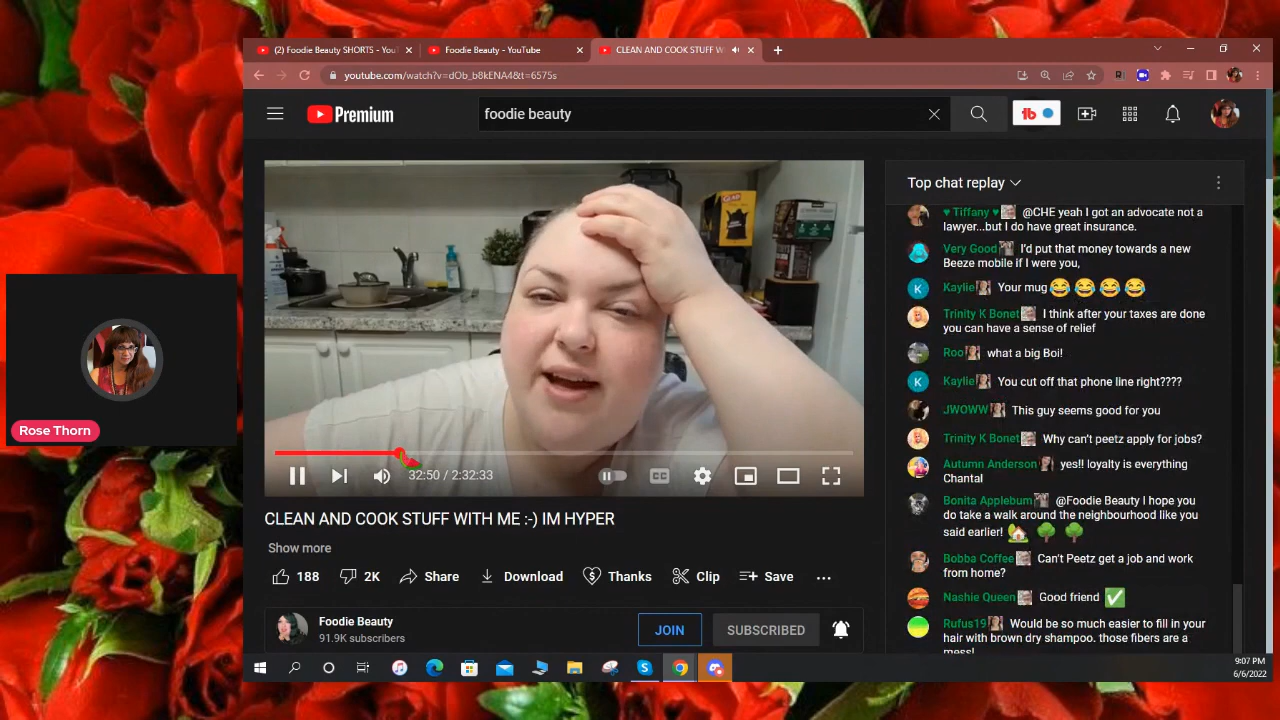 (2) Foodie Beauty SHORTS - You
Foodie Beauty - YouTube
CLEAN AND COOK STUFF W
youtube.com/watch?v=dOb_b8kENA4&t=6575s
Premium
foodie beauty
tb
Top chat replay
♥ Tiffany ♥ @CHE yeah I got an advocate not a
lawyer...but I do have great insurance.
Very Good I'd put that money towards a new
Beeze mobile if I were you,
K Kaylie Your mug 😂😂😂😂
Trinity K Bonet I think after your taxes are done
you can have a sense of relief
Roo what a big Boi!
K Kaylie You cut off that phone line right????
JWOWW This guy seems good for you
Trinity K Bonet Why can't peetz apply for jobs?
Autumn Anderson yes!! loyalty is everything
Chantal
Bonita Applebum @Foodie Beauty I hope you
do take a walk around the neighbourhood like you
said earlier! 🏡🌳🌳
Bobba Coffee Can't Peetz get a job and work
from home?
Nashie Queen Good friend ✅
Rufus19 Would be so much easier to fill in your
hair with brown dry shampoo. those fibers are a
mess!
GLAD
Rose Thorn
32:50 / 2:32:33
CC
CLEAN AND COOK STUFF WITH ME :-) IM HYPER
Show more
188
2K
Share
Download
Thanks
Clip
Save
Foodie Beauty
91.9K subscribers
JOIN
SUBSCRIBED
9:07 PM
6/6/2022